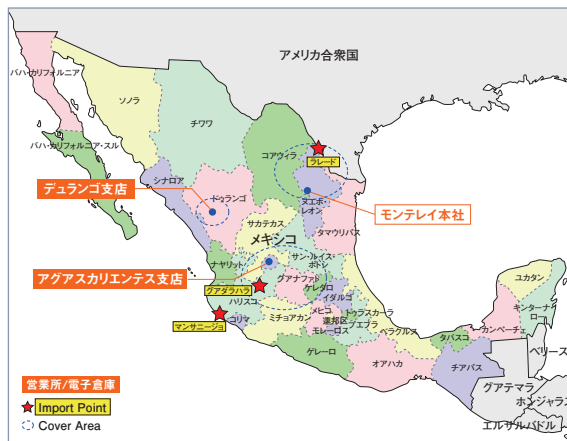 アメリカ合衆国
バハ・カリフォルニア
ソノラ
チワワ
コアウィラ
ラレード
バハ・カリフォルニア・スル
シナロア
デュランゴ支店
ドゥランゴ
ヌエボ・
レオン
モンテレイ本社
サカテカス
タマウリパス
メキシコ
ナヤリット
サン・ルイス・
ポトシ
アグアスカリエンテス支店
グアダラハラ
グアナファト
ケレタロ
ハリスコ
イダルゴ
メヒコ
トゥラスカーラ
マンサニージョ
コリマ
ミチョアカン
連邦区
プエブラ
モレーロス
ベラクルス
ユカタン
キンターナ・
ロー
カンペーチェ
タバスコ
ゲレーロ
オアハカ
チアパス
ベリーズ
グアテマラ
ホンジュラス
エルサルバドル
営業所/電子倉庫
Import Point
Cover Area